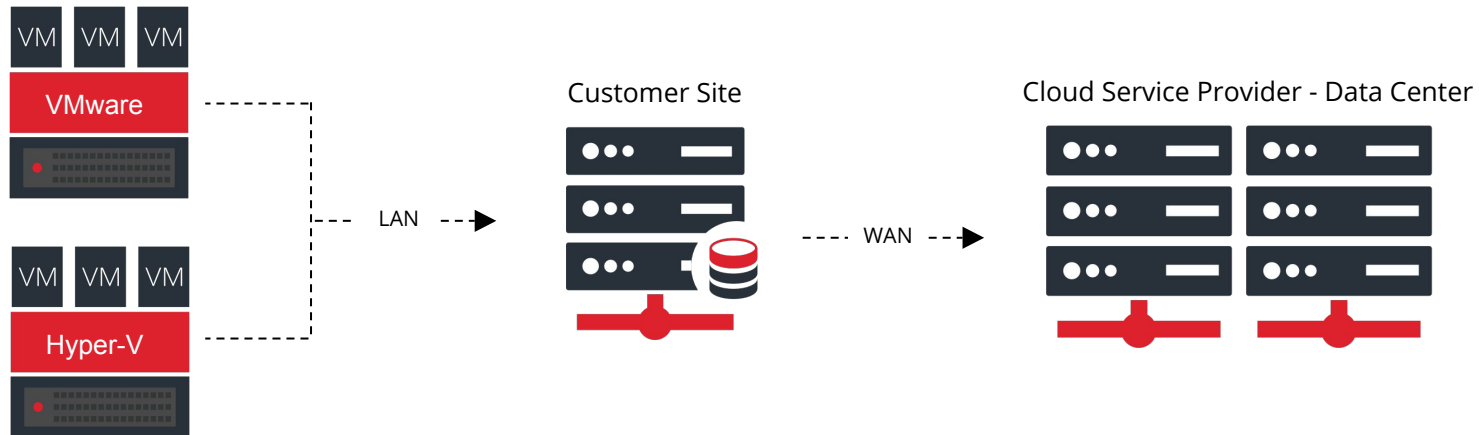 VM VM VM
VMware
Customer Site
Cloud Service Provider - Data Center
LAN
WAN
VM VM VM
Hyper-V